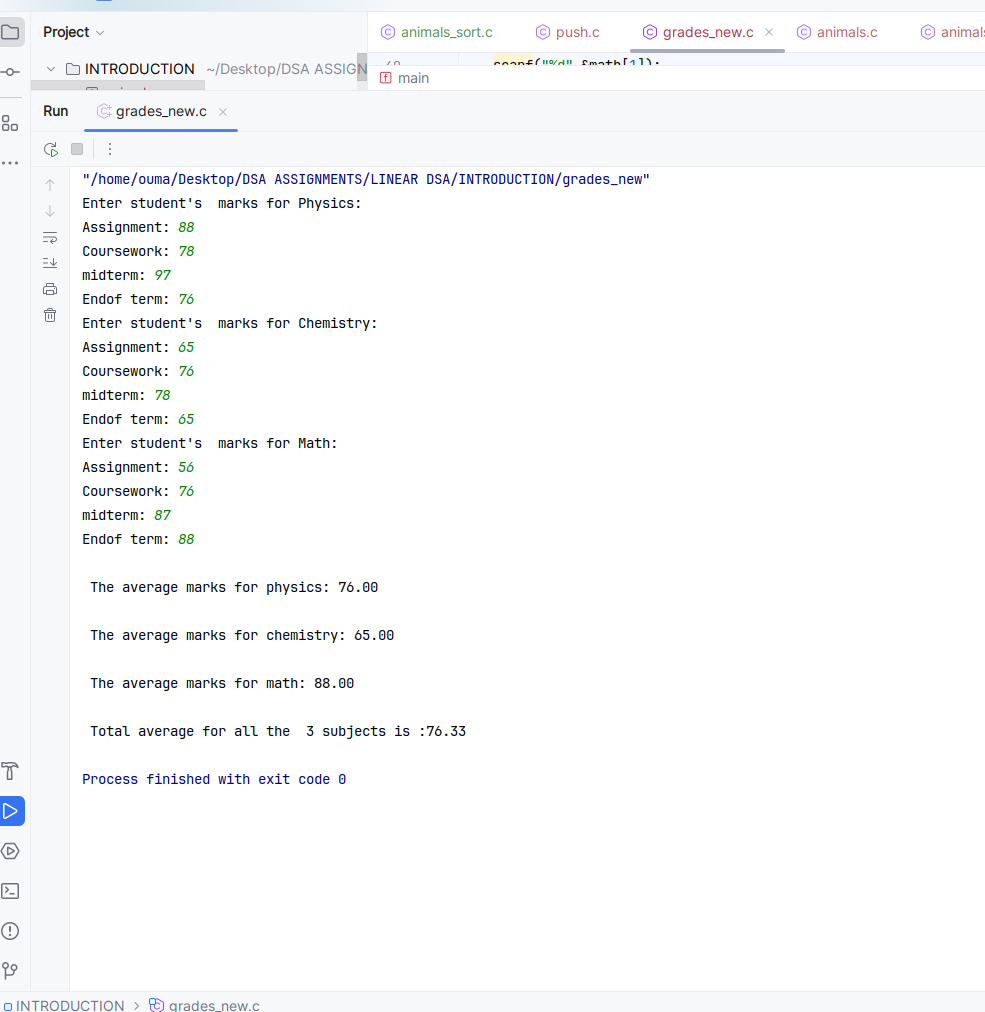 Project
animals_sort.c push.c grades_new.c animals.c animals
INTRODUCTION ~/Desktop/DSA ASSIGN
scanf("%d",&math[1]);
main
Run grades_new.c
"/home/ouma/Desktop/DSA ASSIGNMENTS/LINEAR DSA/INTRODUCTION/grades_new"
Enter student's  marks for Physics:
Assignment: 88
Coursework: 78
midterm: 97
Endof term: 76
Enter student's  marks for Chemistry:
Assignment: 65
Coursework: 76
midterm: 78
Endof term: 65
Enter student's  marks for Math:
Assignment: 56
Coursework: 76
midterm: 87
Endof term: 88
The average marks for physics: 76.00
The average marks for chemistry: 65.00
The average marks for math: 88.00
Total average for all the  3 subjects is :76.33
Process finished with exit code 0
INTRODUCTION > grades_new.c